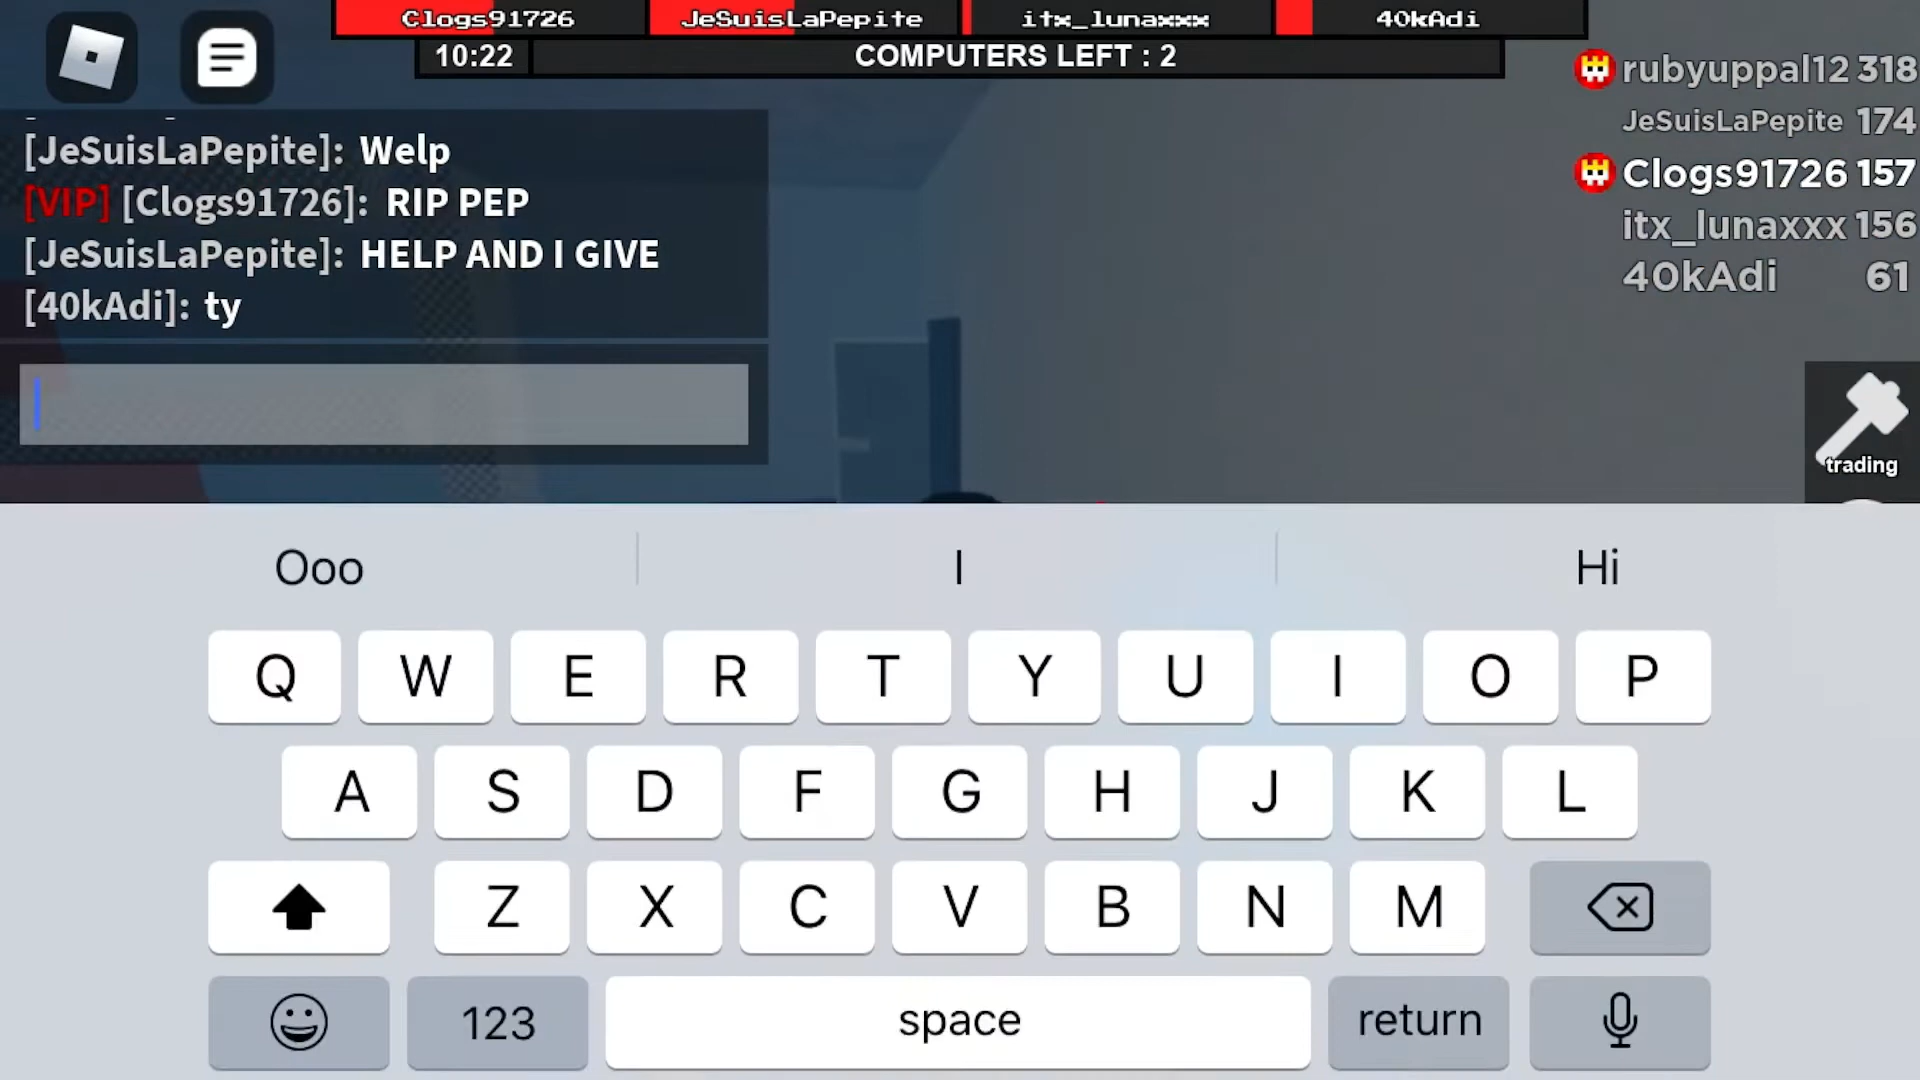 Clogs91726 JeSuisLaPepite itx_lunaxxx 40kAdi
10:22 COMPUTERS LEFT : 2
rubyuppal12 318
JeSuisLaPepite 174
Clogs91726 157
itx_lunaxxx 156
40kAdi 61
[JeSuisLaPepite]: Welp
[VIP] [Clogs91726]: RIP PEP
[JeSuisLaPepite]: HELP AND I GIVE
[40kAdi]: ty
trading
Ooo I Hi
Q W E R T Y U I O P
A S D F G H J K L
Z X C V B N M
123 space return